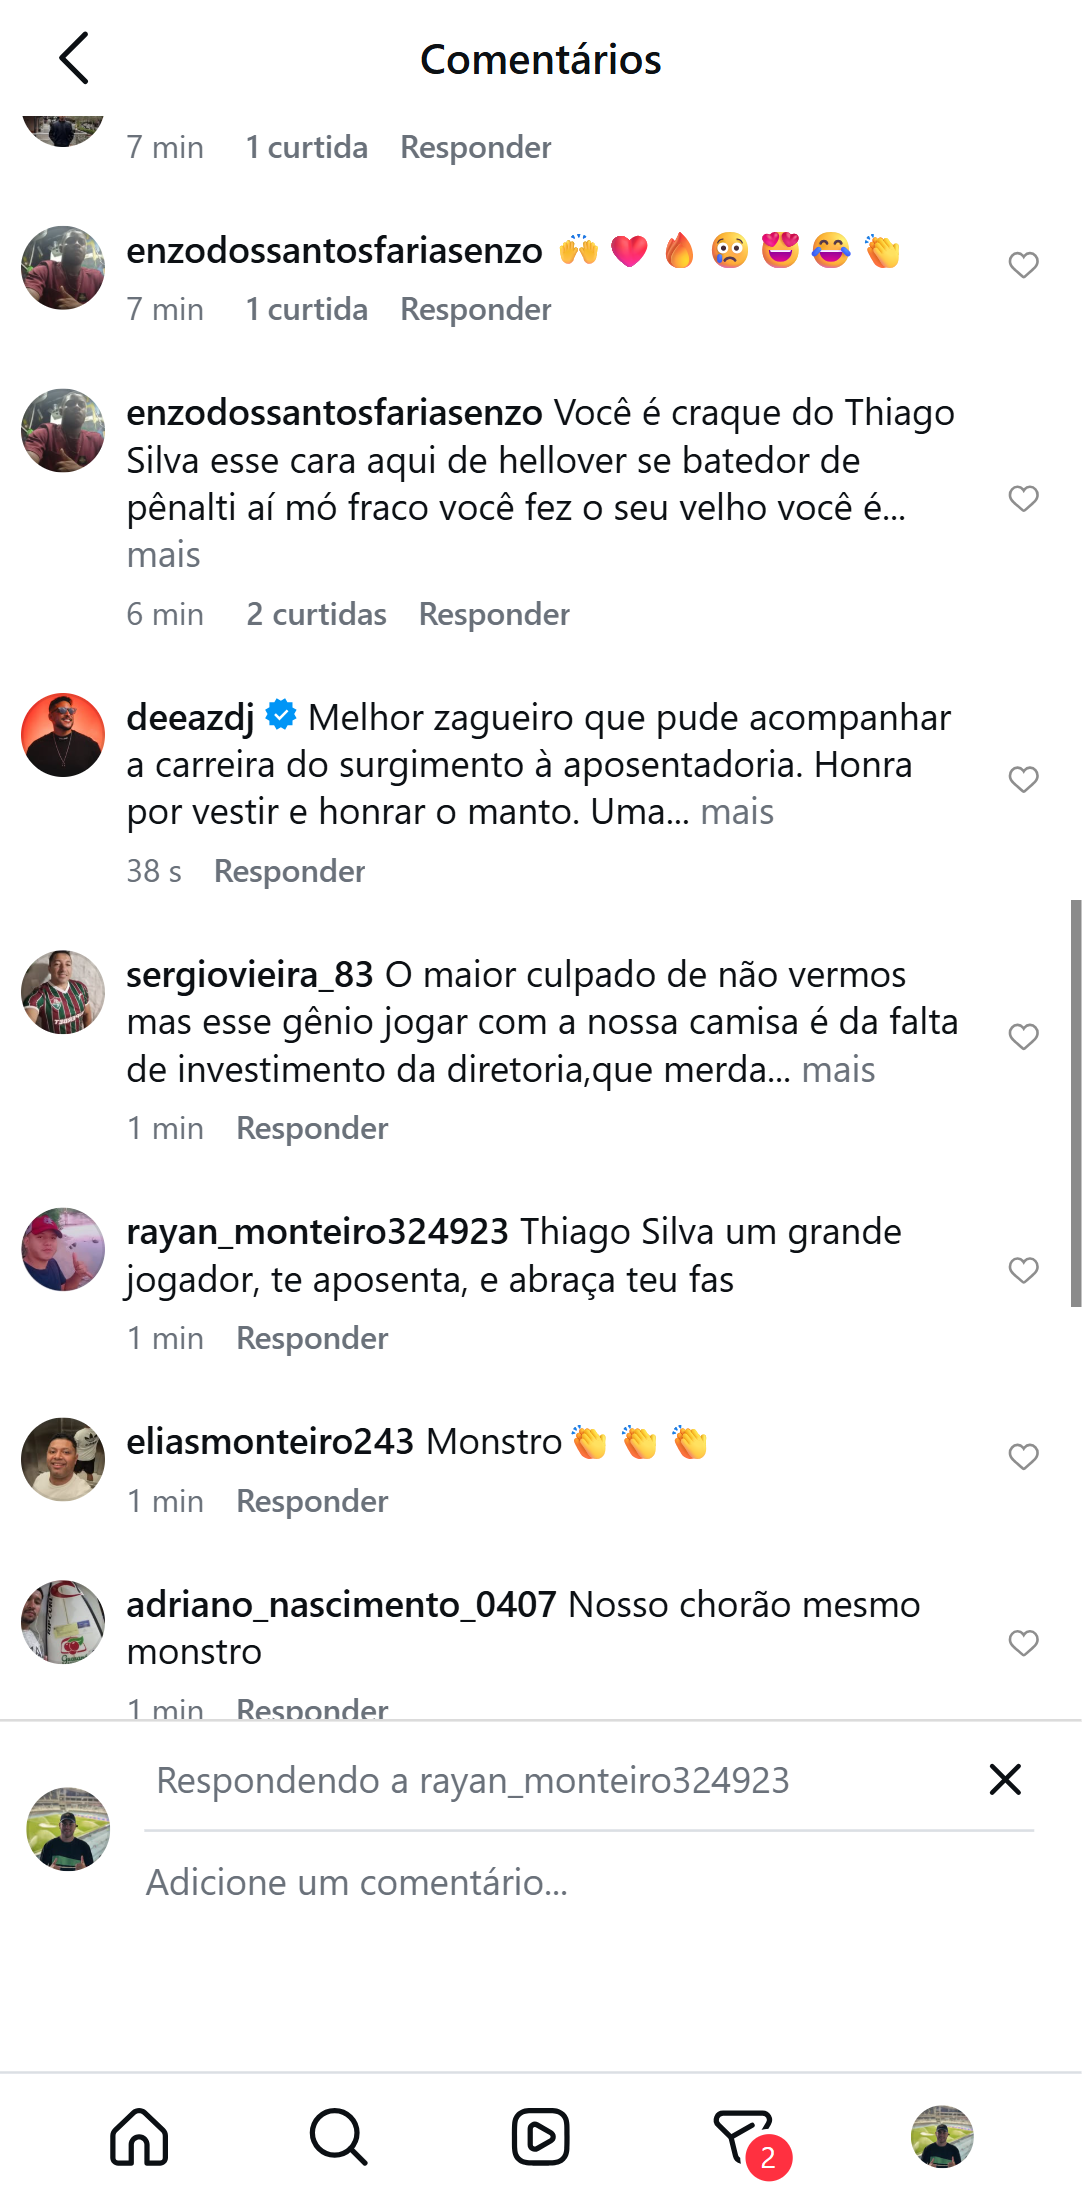 Comentários
7 min 1 curtida Responder
enzodossantosfariasenzo 🙌 ❤️ 🔥 😢 😍 😂 👏
7 min 1 curtida Responder
enzodossantosfariasenzo Você é craque do Thiago
Silva esse cara aqui de hellover se batedor de
pênalti aí mó fraco você fez o seu velho você é...
mais
6 min 2 curtidas Responder
deeazdj Melhor zagueiro que pude acompanhar
a carreira do surgimento à aposentadoria. Honra
por vestir e honrar o manto. Uma... mais
38 s Responder
sergiovieira_83 O maior culpado de não vermos
mas esse gênio jogar com a nossa camisa é da falta
de investimento da diretoria,que merda... mais
1 min Responder
rayan_monteiro324923 Thiago Silva um grande
jogador, te aposenta, e abraça teu fas
1 min Responder
eliasmonteiro243 Monstro 👏 👏 👏
1 min Responder
adriano_nascimento_0407 Nosso chorão mesmo
monstro
1 min Responder
Respondendo a rayan_monteiro324923
Adicione um comentário...
2